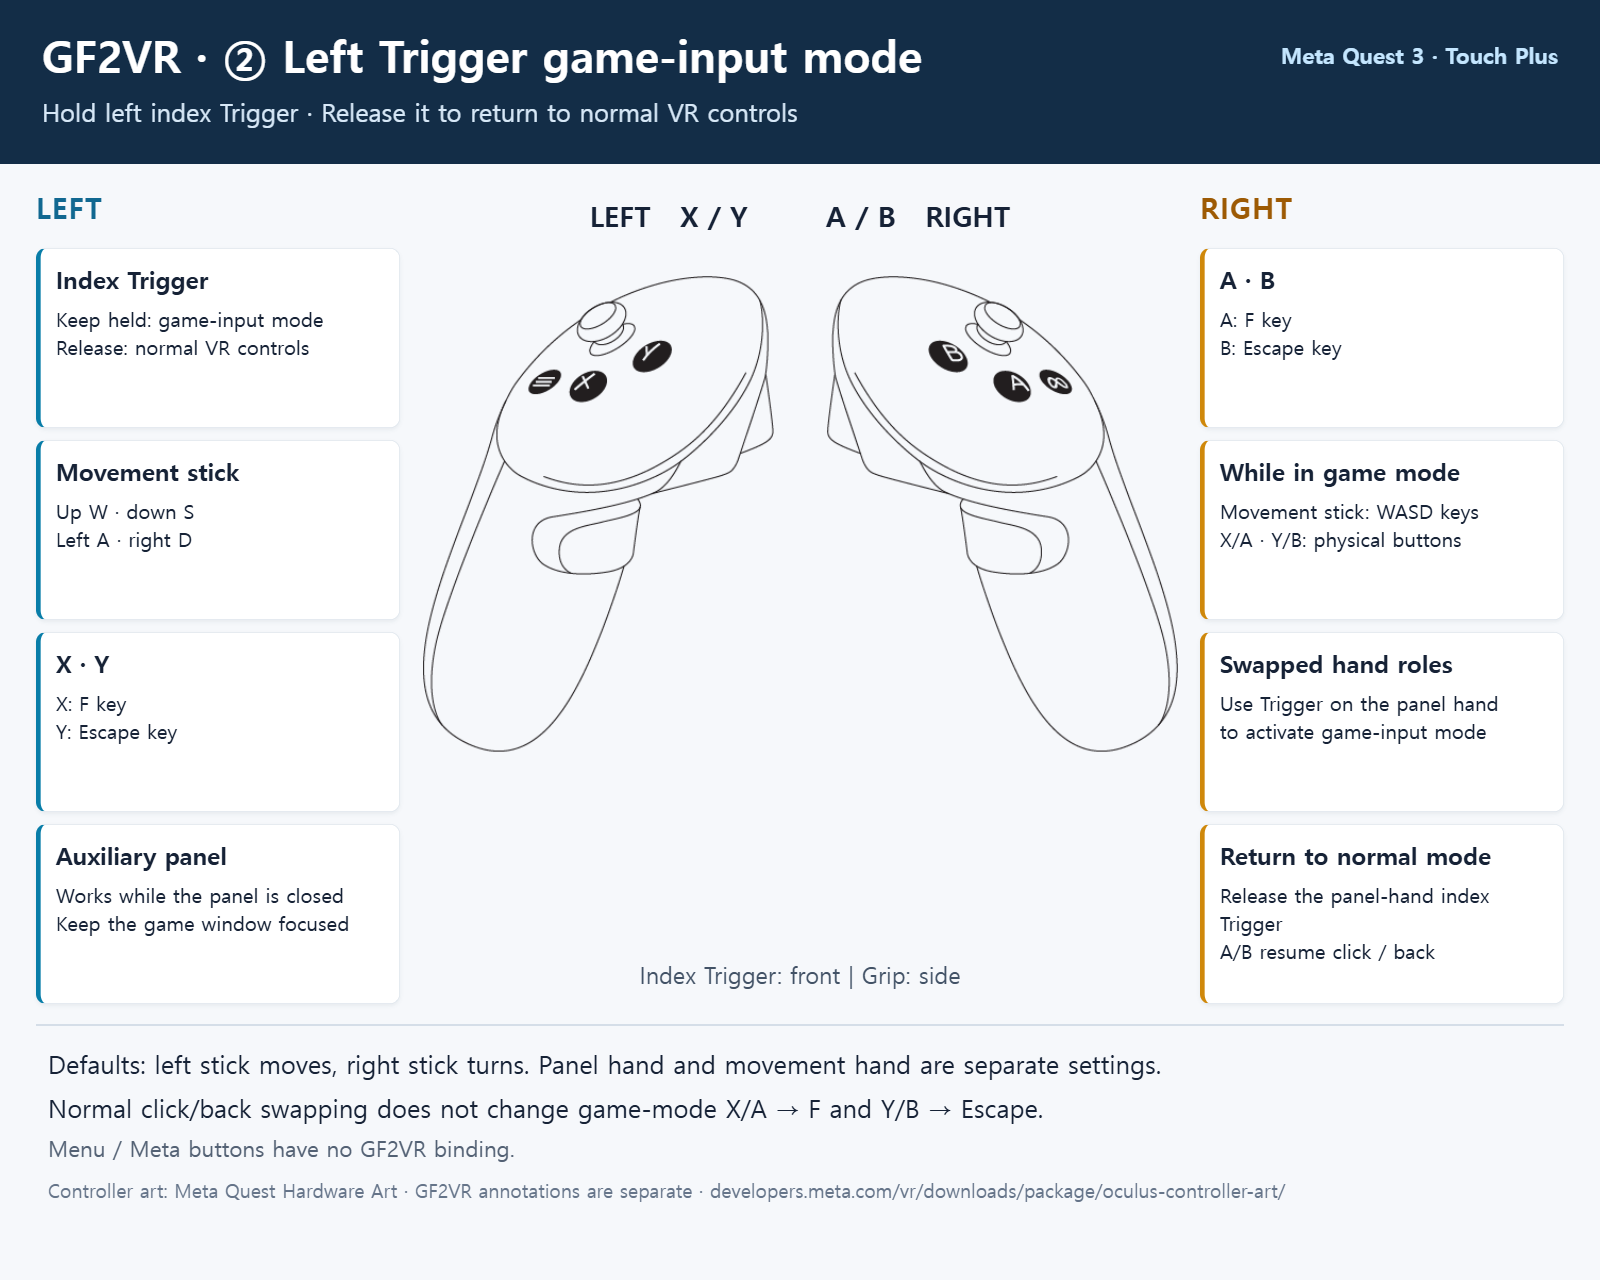 GF2VR · ② Left Trigger game-input mode
Meta Quest 3 · Touch Plus
Hold left index Trigger · Release it to return to normal VR controls
LEFT
Index Trigger
Keep held: game-input mode
Release: normal VR controls
Movement stick
Up W · down S
Left A · right D
X · Y
X: F key
Y: Escape key
Auxiliary panel
Works while the panel is closed
Keep the game window focused
LEFT X / Y A / B RIGHT
Y
X
B
A
Index Trigger: front | Grip: side
RIGHT
A · B
A: F key
B: Escape key
While in game mode
Movement stick: WASD keys
X/A · Y/B: physical buttons
Swapped hand roles
Use Trigger on the panel hand
to activate game-input mode
Return to normal mode
Release the panel-hand index
Trigger
A/B resume click / back
Defaults: left stick moves, right stick turns. Panel hand and movement hand are separate settings.
Normal click/back swapping does not change game-mode X/A → F and Y/B → Escape.
Menu / Meta buttons have no GF2VR binding.
Controller art: Meta Quest Hardware Art · GF2VR annotations are separate · developers.meta.com/vr/downloads/package/oculus-controller-art/